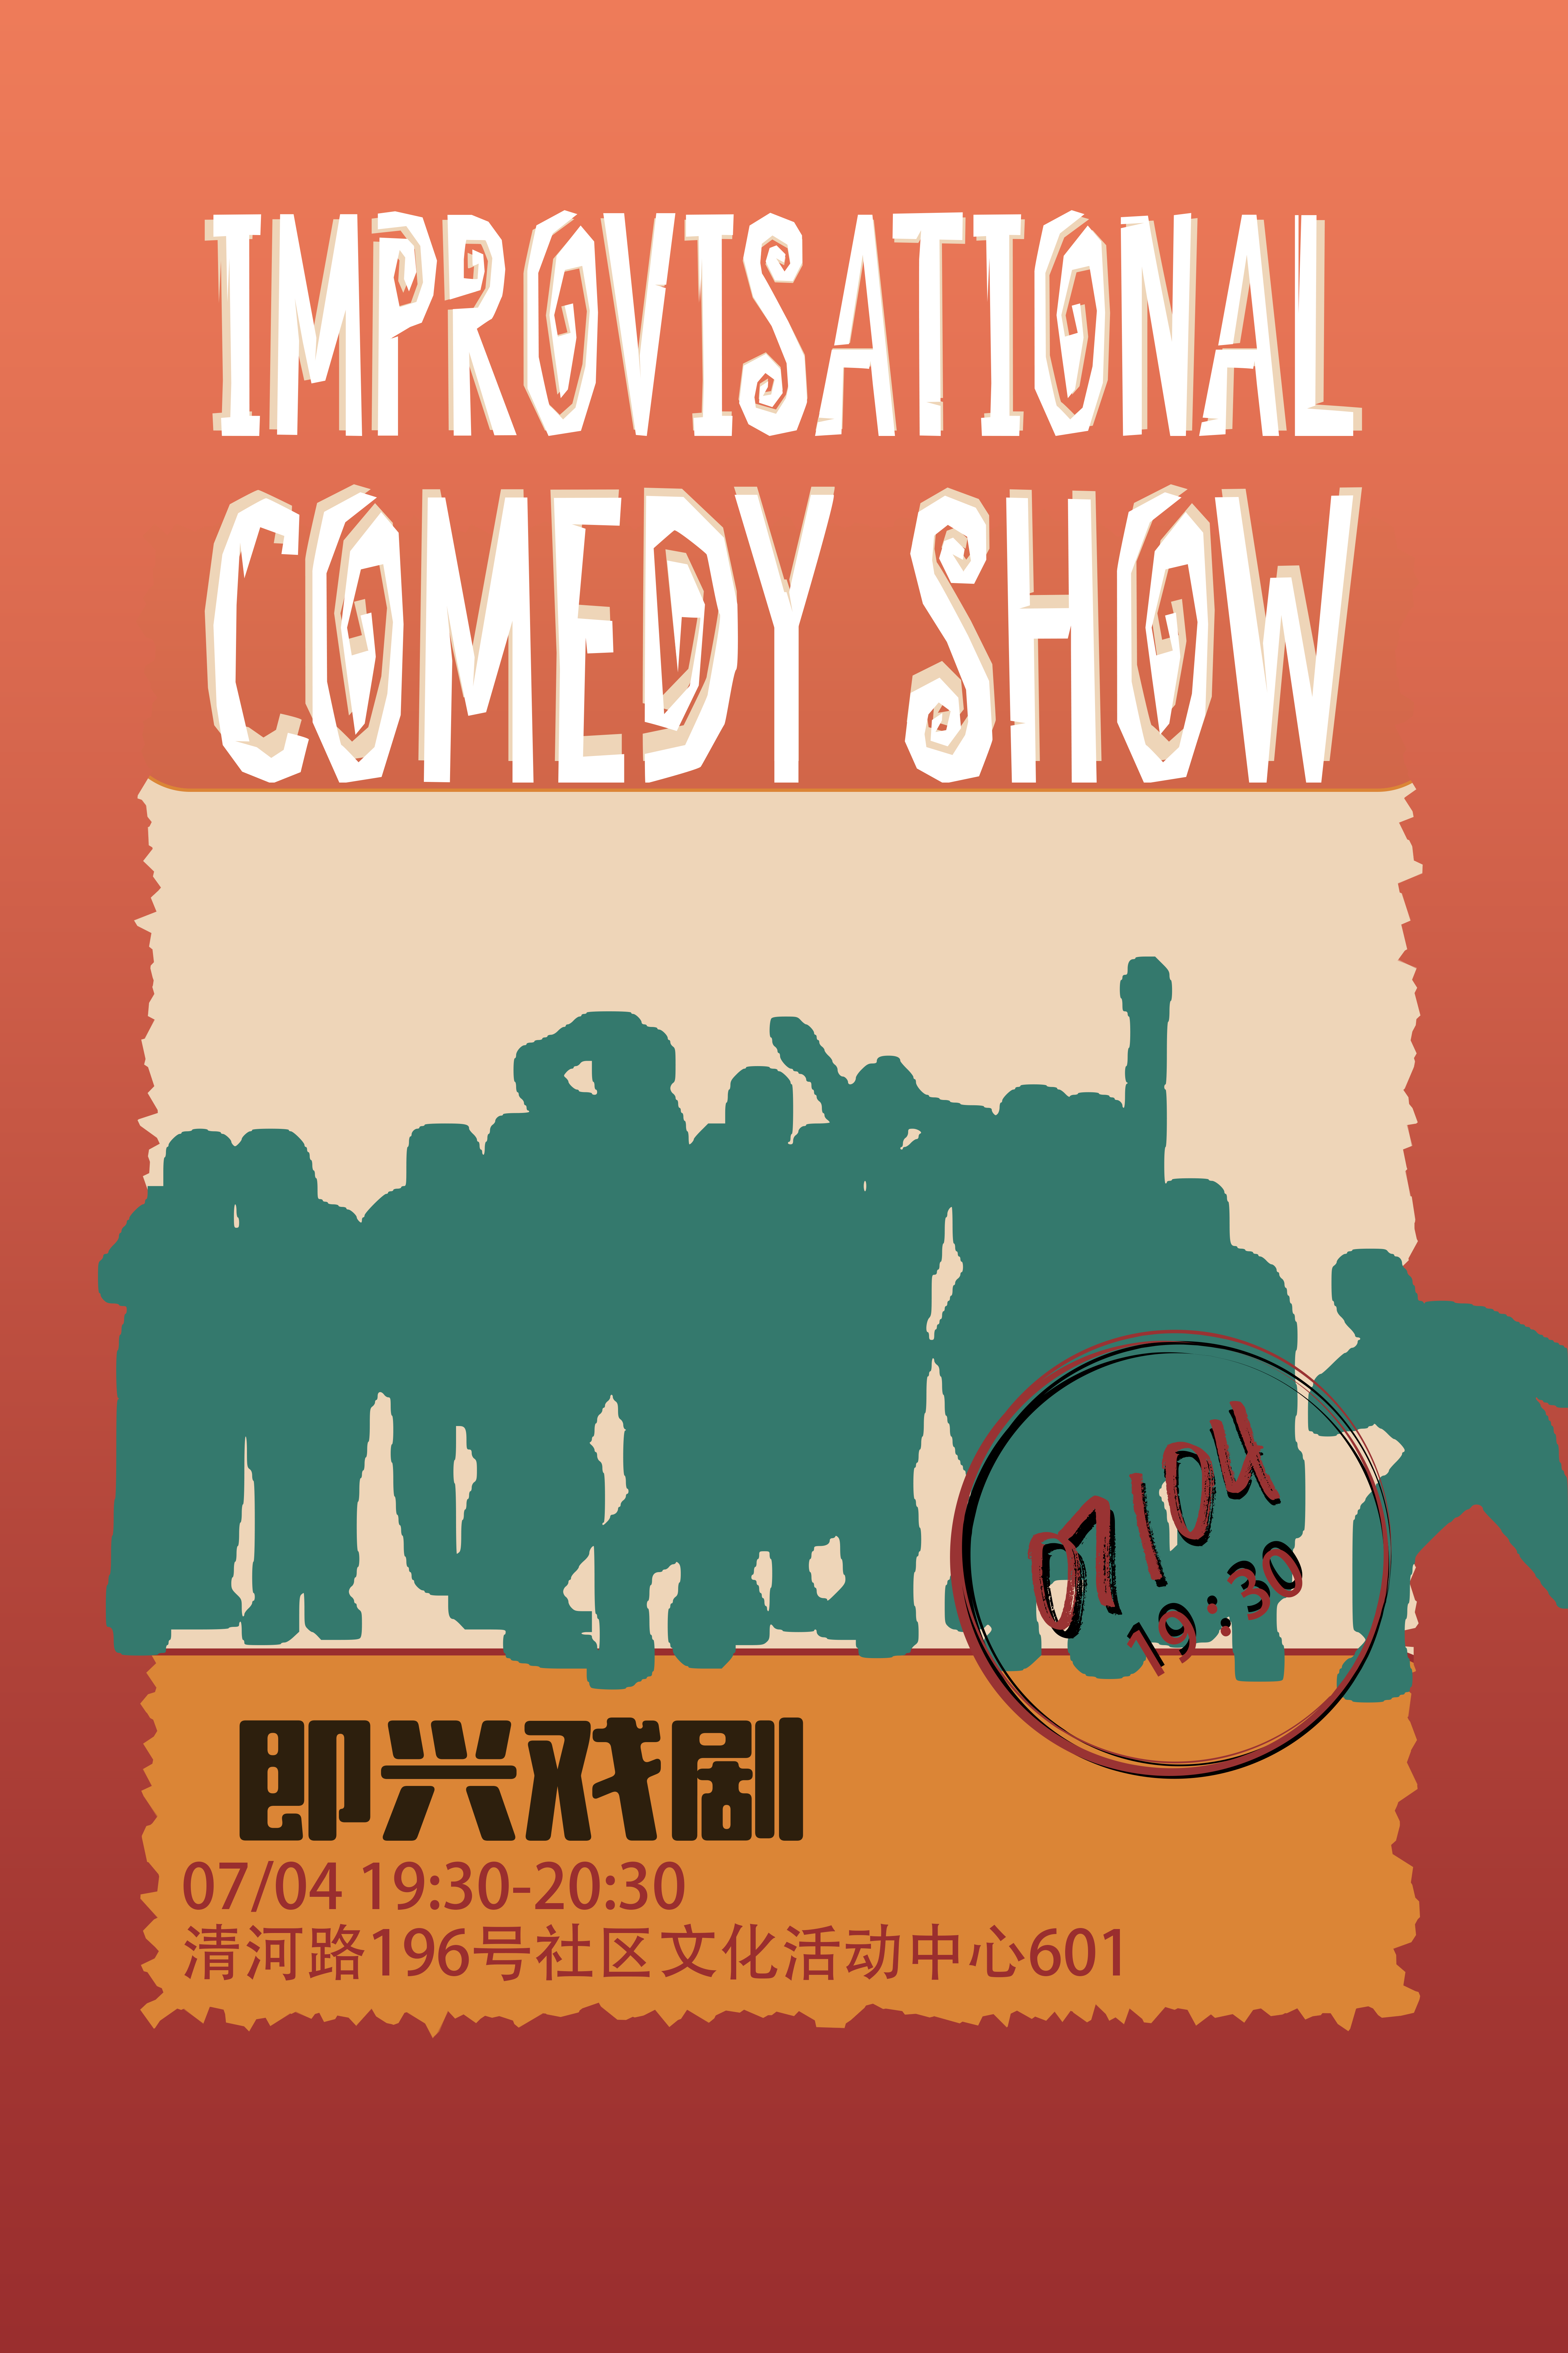 IMPROVISATIONAL
COMEDY SHOW
07/04
19:30
即兴戏剧
07/04 19:30-20:30
清河路196号社区文化活动中心601